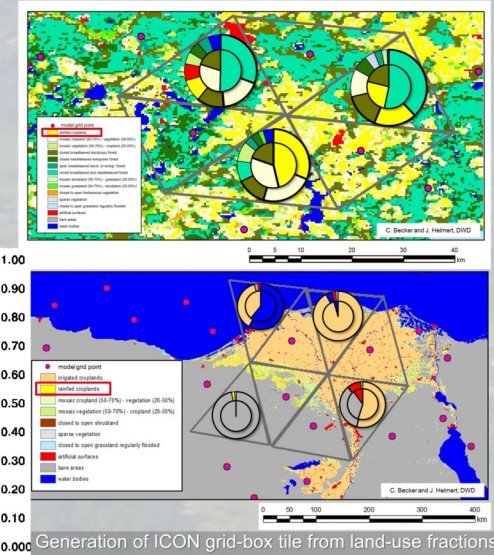 model grid point
rainfed croplands
mosaic cropland (50-70%) - vegetation (20-50%)
mosaic vegetation (50-70%) - cropland (20-50%)
closed broadleaved deciduous forest
closed needleleaved evergreen forest
open needleleaved decid. or evergr. forest
mixed broadleaved and needleleaved forest
mosaic shrubland (50-70%) - grassland (20-50%)
mosaic grassland (50-70%) - shrubland (20-50%)
closed to open herbaceous vegetation
sparse vegetation
closed to open grassland regularly flooded
artificial surfaces
bare areas
water bodies
C. Becker and J. Helmert, DWD
0 5 10 20 30 40
km
1.00
0.90
0.80
0.70
0.60
0.50
0.40
0.30
0.20
0.10
0.000
model grid point
irrigated croplands
rainfed croplands
mosaic cropland (50-70%) - vegetation (20-50%)
mosaic vegetation (50-70%) - cropland (20-50%)
closed to open shrubland
sparse vegetation
closed to open grassland regularly flooded
artificial surfaces
bare areas
water bodies
C. Becker and J. Helmert, DWD
0 50 100 200 300 400
km
Generation of ICON grid-box tile from land-use fractions